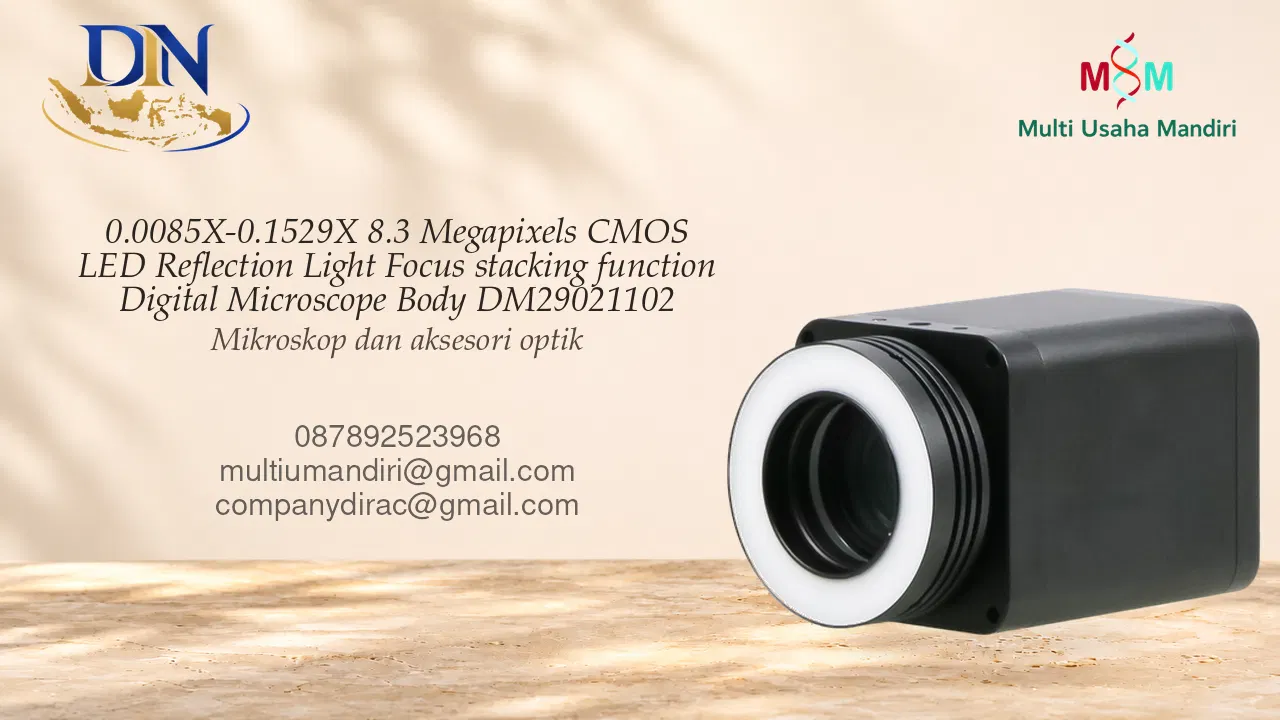 DIN
M M
Multi Usaha Mandiri
0.0085X-0.1529X 8.3 Megapixels CMOS
LED Reflection Light Focus stacking function
Digital Microscope Body DM29021102
Mikroskop dan aksesori optik
087892523968
multiumandiri@gmail.com
companydirac@gmail.com